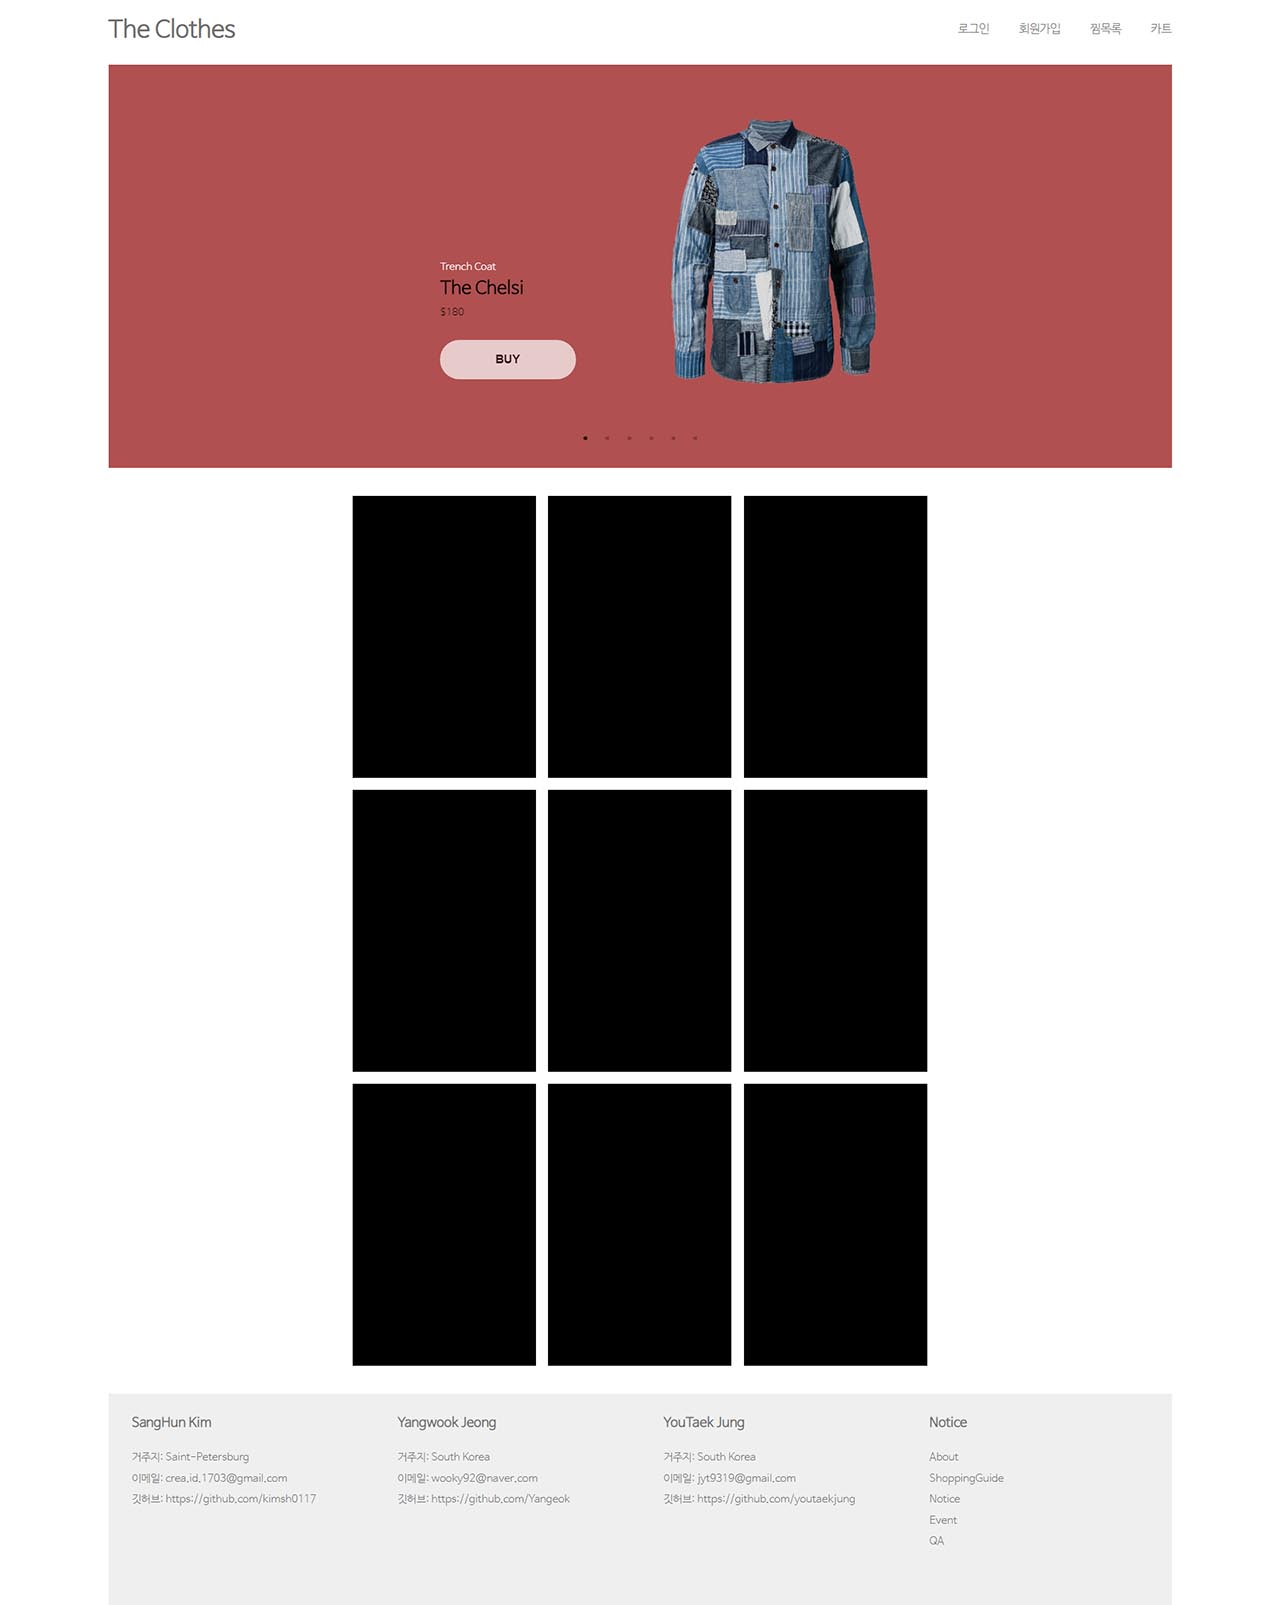 The Clothes
로그인 회원가입 찜목록 카트
Trench Coat
The Chelsi
$180
BUY
SangHun Kim
거주지: Saint-Petersburg
이메일: crea.id.1703@gmail.com
깃허브: https://github.com/kimsh0117
Yangwook Jeong
거주지: South Korea
이메일: wooky92@naver.com
깃허브: https://github.com/Yangeok
YouTaek Jung
거주지: South Korea
이메일: jyt9319@gmail.com
깃허브: https://github.com/youtaekjung
Notice
About
ShoppingGuide
Notice
Event
QA